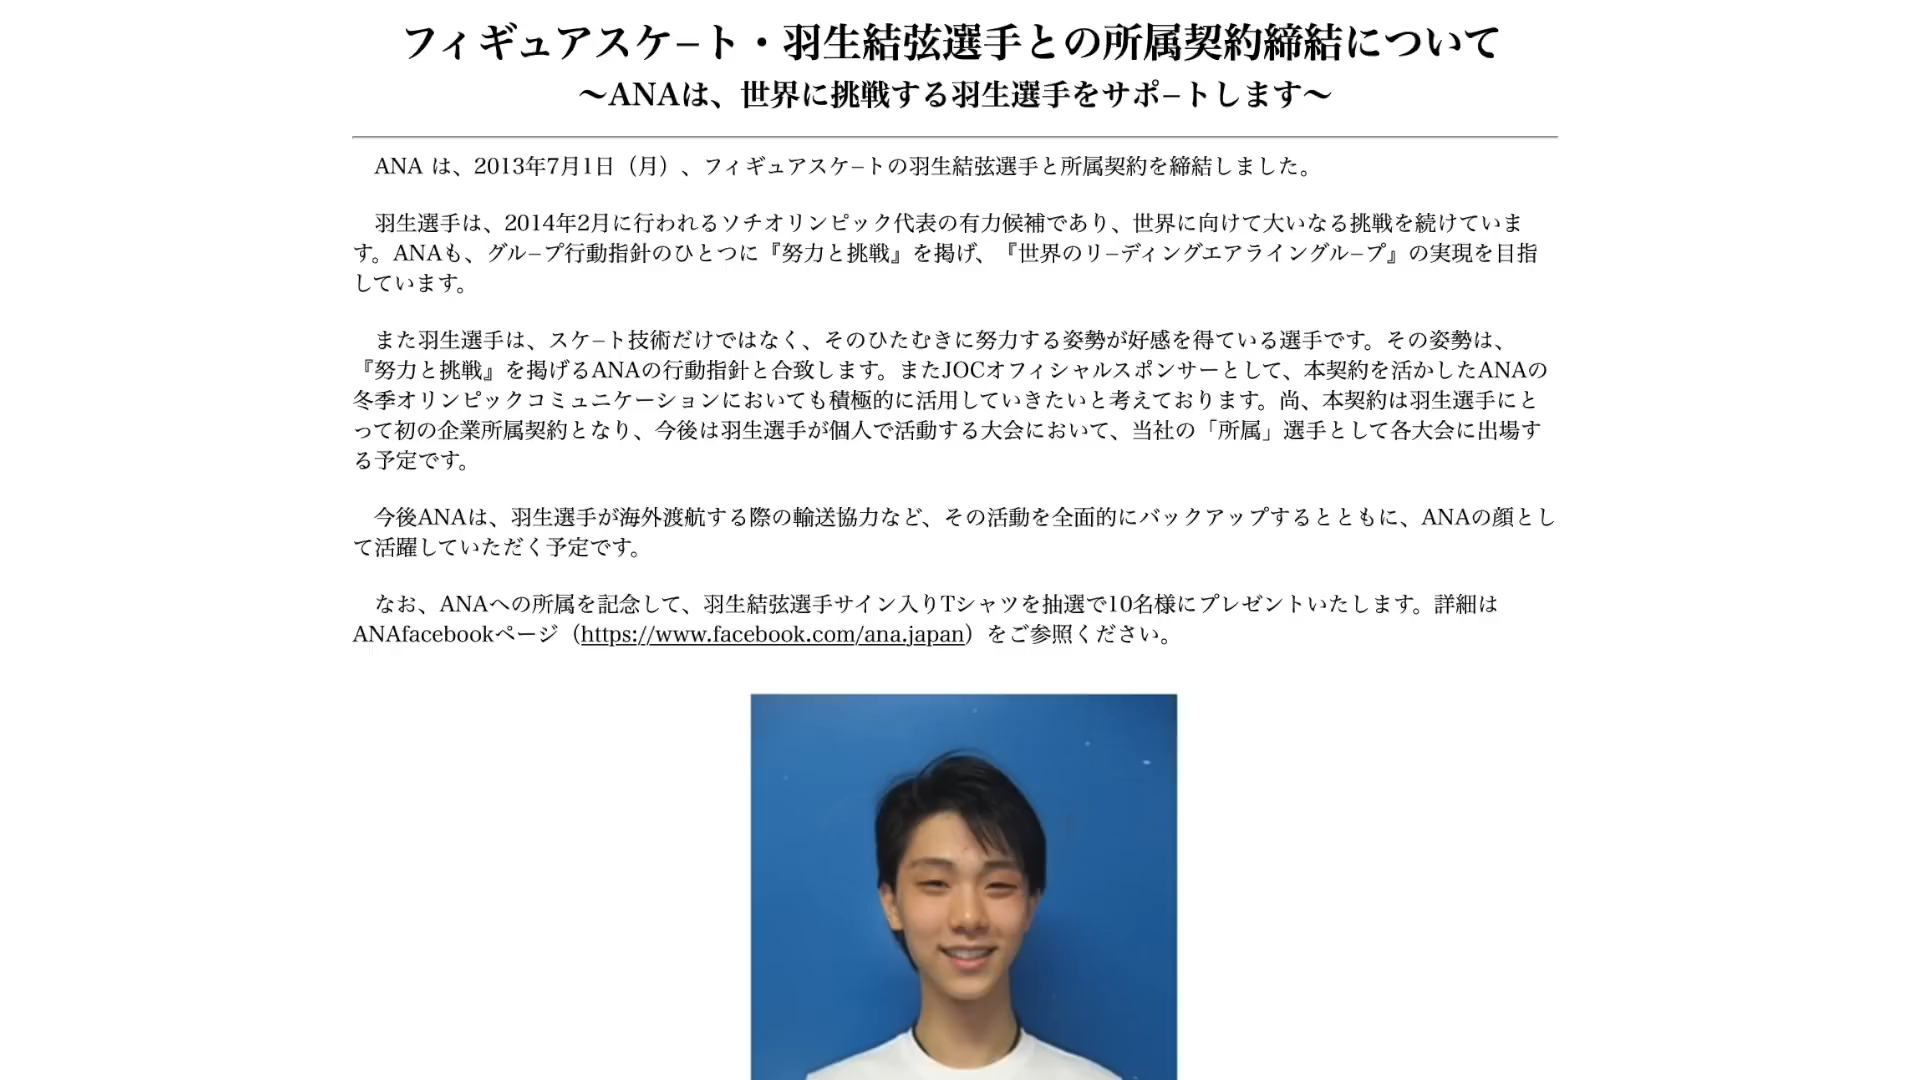 フィギュアスケ−ト・羽生結弦選手との所属契約締結について
〜ANAは、世界に挑戦する羽生選手をサポ−トします〜
ANA は、2013年7月1日（月）、フィギュアスケ−トの羽生結弦選手と所属契約を締結しました。
羽生選手は、2014年2月に行われるソチオリンピック代表の有力候補であり、世界に向けて大いなる挑戦を続けていま
す。ANAも、グル−プ行動指針のひとつに『努力と挑戦』を掲げ、『世界のリ−ディングエアライングル−プ』の実現を目指
しています。
また羽生選手は、スケ−ト技術だけではなく、そのひたむきに努力する姿勢が好感を得ている選手です。その姿勢は、
『努力と挑戦』を掲げるANAの行動指針と合致します。またJOCオフィシャルスポンサーとして、本契約を活かしたANAの
冬季オリンピックコミュニケーションにおいても積極的に活用していきたいと考えております。尚、本契約は羽生選手にと
って初の企業所属契約となり、今後は羽生選手が個人で活動する大会において、当社の「所属」選手として各大会に出場す
る予定です。
今後ANAは、羽生選手が海外渡航する際の輸送協力など、その活動を全面的にバックアップするとともに、ANAの顔とし
て活躍していただく予定です。
なお、ANAへの所属を記念して、羽生結弦選手サイン入りTシャツを抽選で10名様にプレゼントいたします。詳細は
ANAfacebookページ（https://www.facebook.com/ana.japan）をご参照ください。